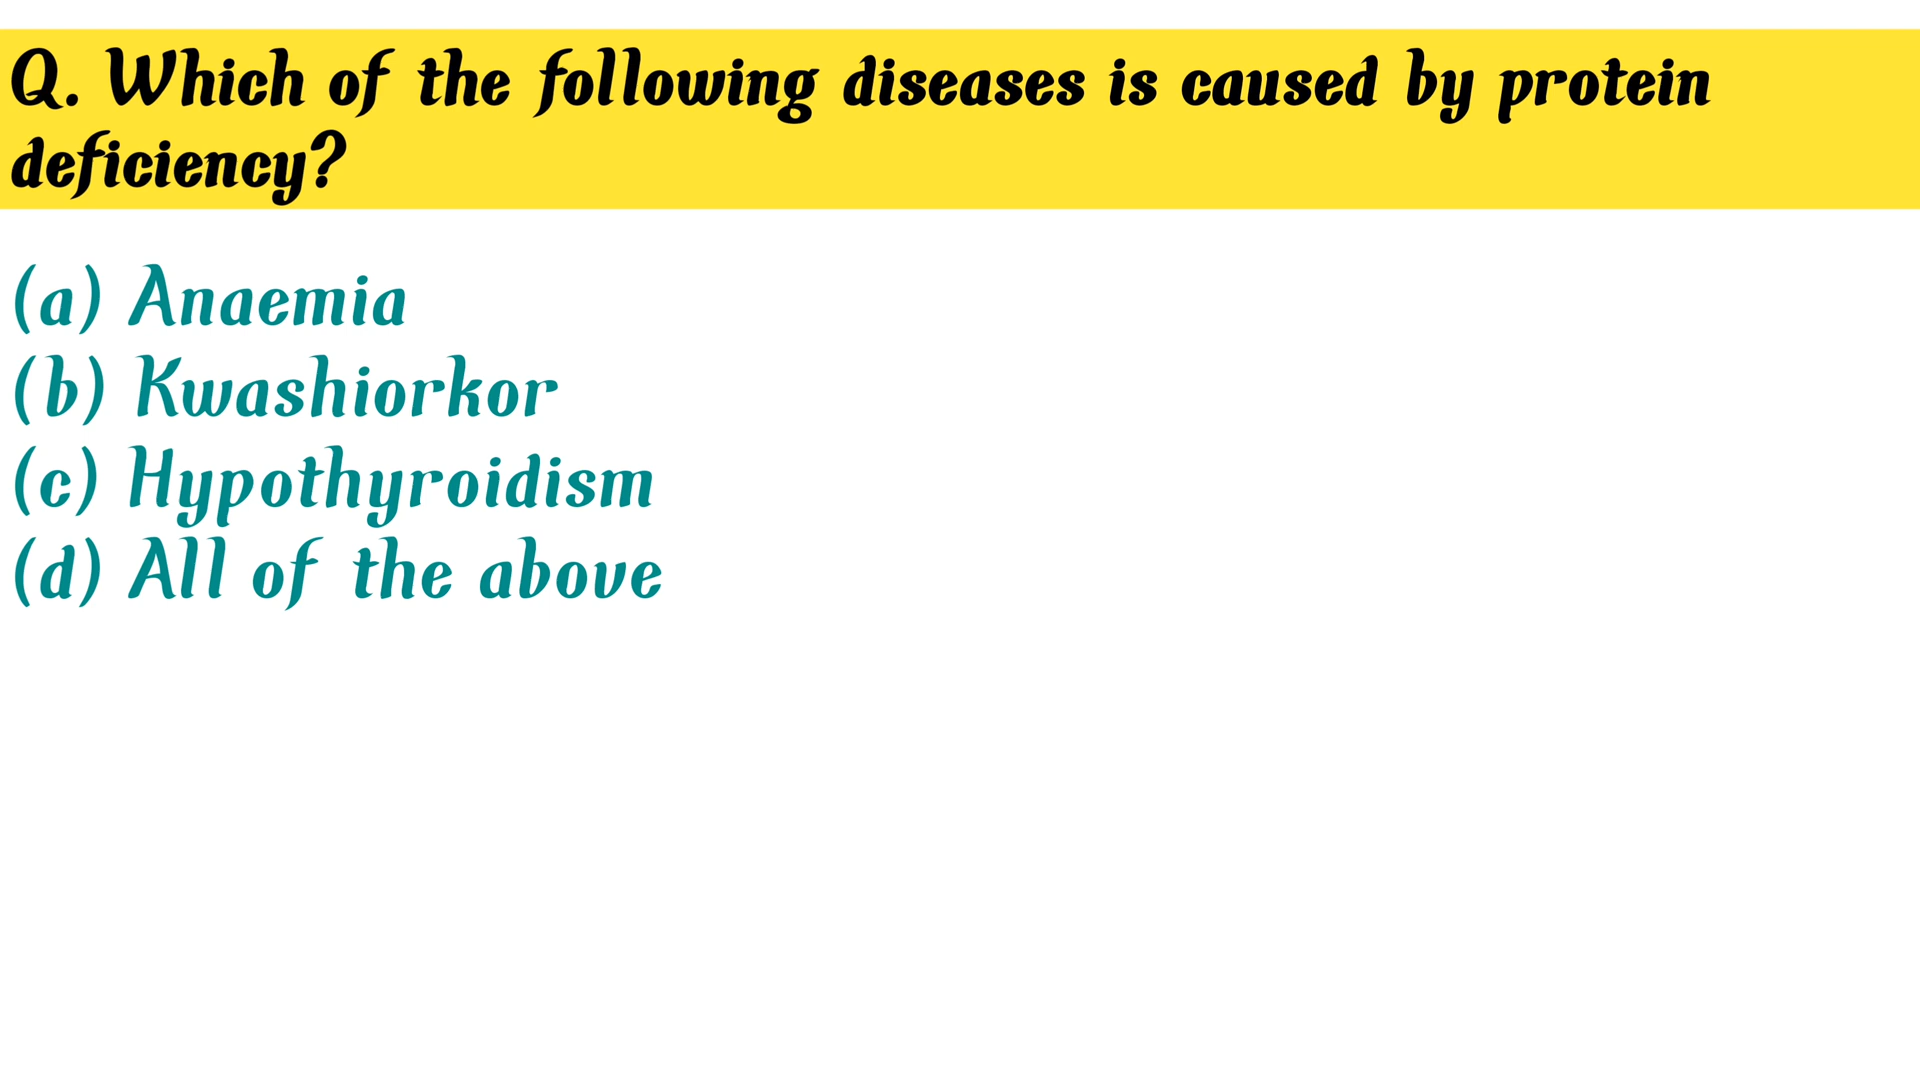 Q. Which of the following diseases is caused by protein
deficiency?
(a) Anaemia
(b) Kwashiorkor
(c) Hypothyroidism
(d) All of the above